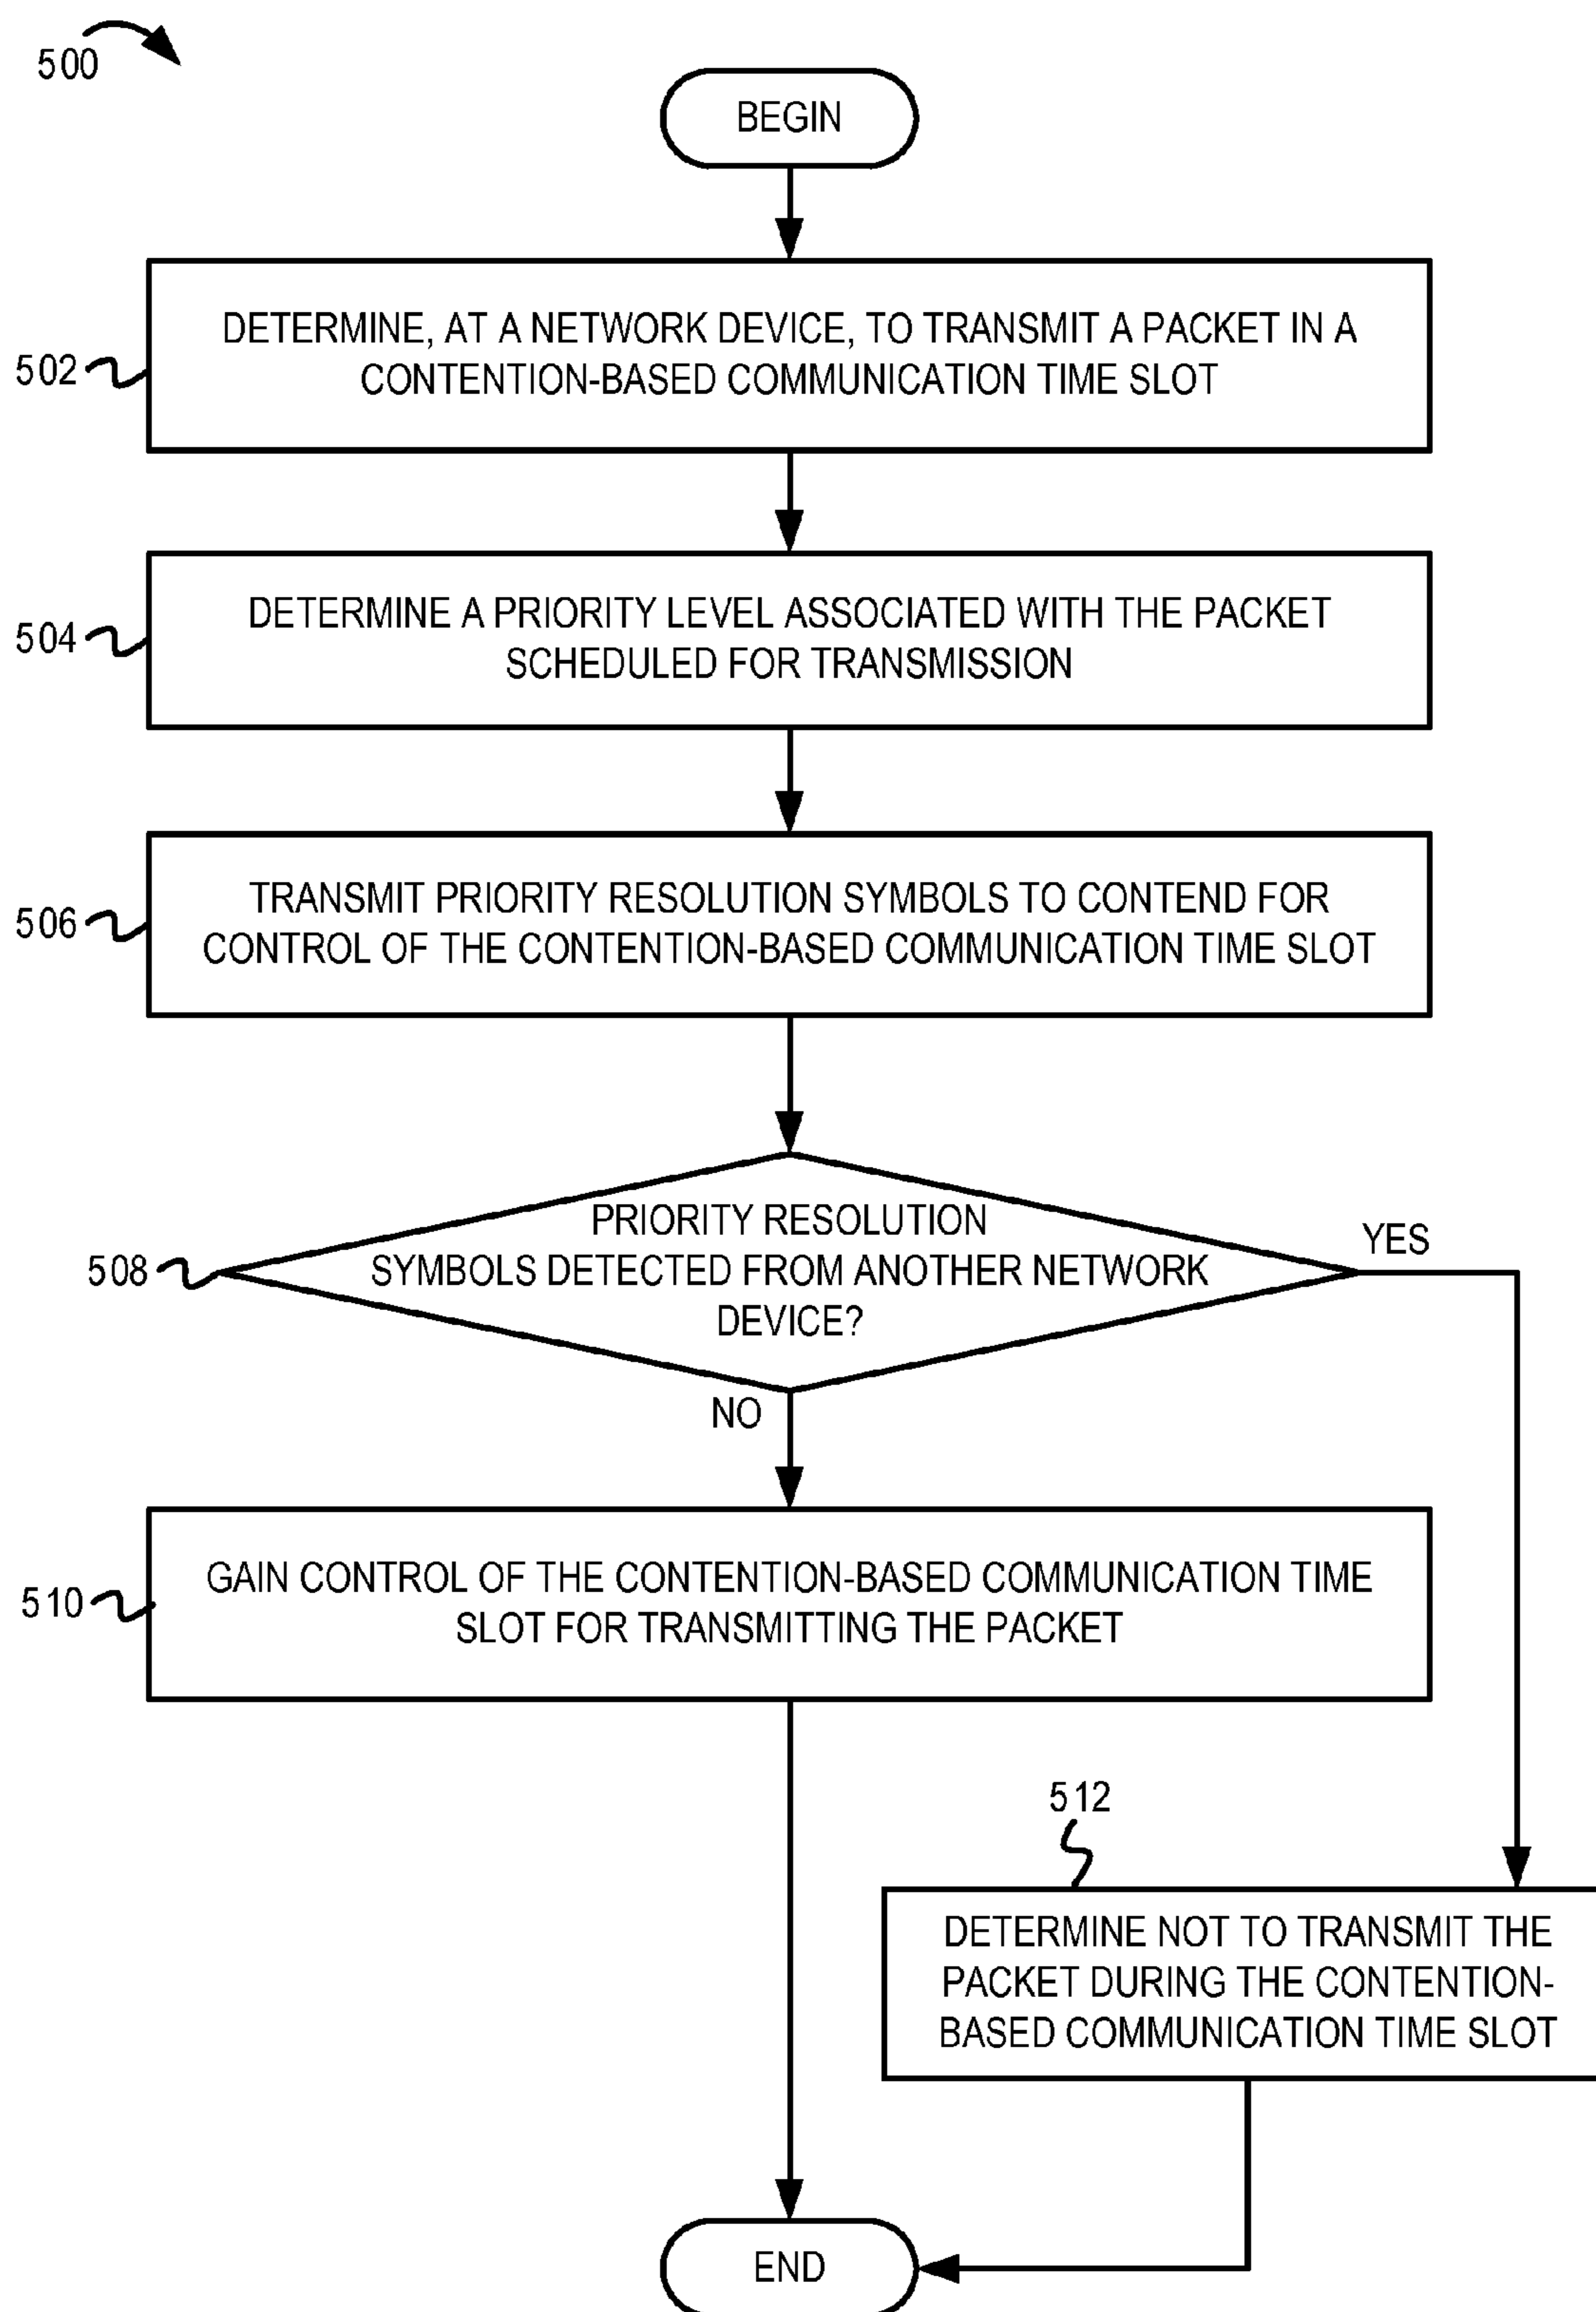 500
BEGIN
502
DETERMINE, AT A NETWORK DEVICE, TO TRANSMIT A PACKET IN A
CONTENTION-BASED COMMUNICATION TIME SLOT
504
DETERMINE A PRIORITY LEVEL ASSOCIATED WITH THE PACKET
SCHEDULED FOR TRANSMISSION
506
TRANSMIT PRIORITY RESOLUTION SYMBOLS TO CONTEND FOR
CONTROL OF THE CONTENTION-BASED COMMUNICATION TIME SLOT
508
PRIORITY RESOLUTION
SYMBOLS DETECTED FROM ANOTHER NETWORK
DEVICE?
YES
NO
510
GAIN CONTROL OF THE CONTENTION-BASED COMMUNICATION TIME
SLOT FOR TRANSMITTING THE PACKET
512
DETERMINE NOT TO TRANSMIT THE
PACKET DURING THE CONTENTION-
BASED COMMUNICATION TIME SLOT
END